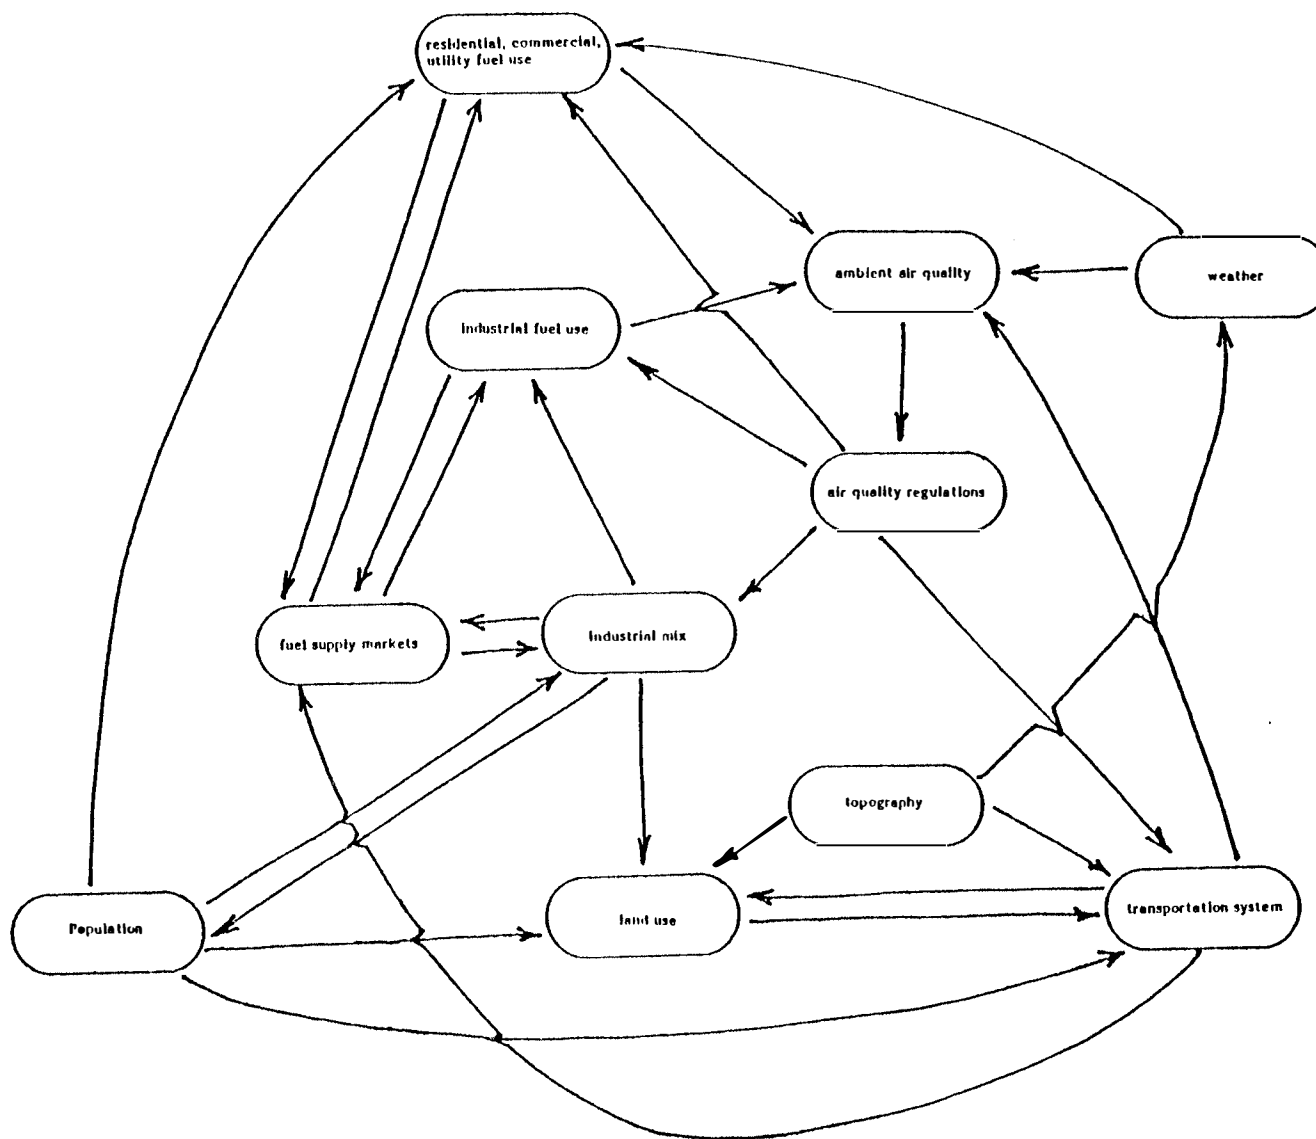 residential, commercial,
utility fuel use
ambient air quality
weather
Industrial fuel use
air quality regulations
fuel supply markets
Industrial mix
topography
Population
land use
transportation system